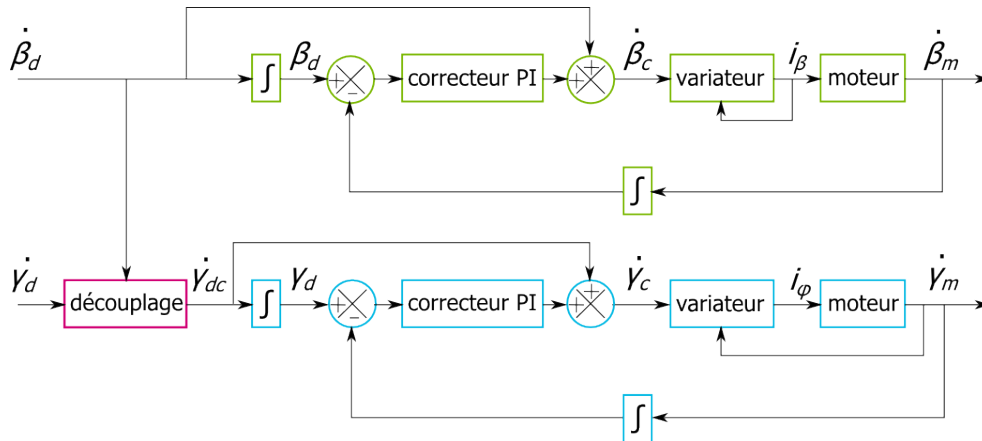 β̇d
∫ βd + − correcteur PI + + β̇c variateur iβ moteur β̇m
∫
γ̇d découplage γ̇dc ∫ γd + − correcteur PI + + γ̇c variateur iφ moteur γ̇m
∫